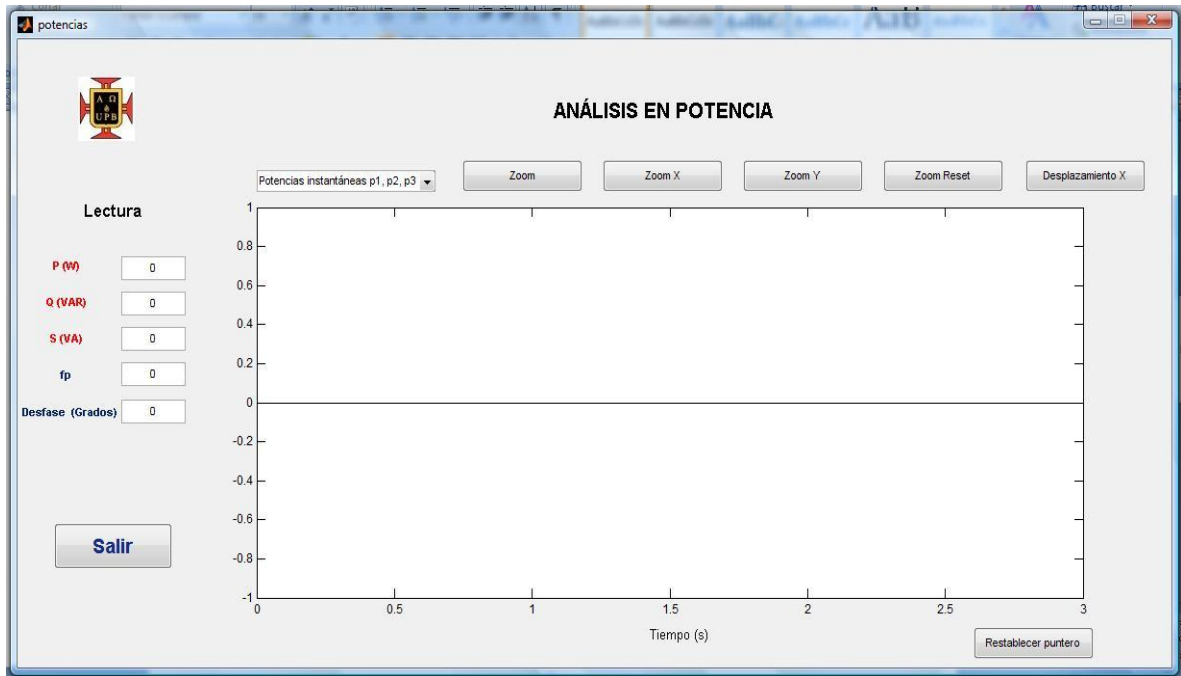 potencias
Α Ω
UPB
ANÁLISIS EN POTENCIA
Potencias instantáneas p1, p2, p3
Zoom
Zoom X
Zoom Y
Zoom Reset
Desplazamiento X
Lectura
P (W) 0
Q (VAR) 0
S (VA) 0
fp 0
Desfase (Grados) 0
Salir
1
0.8
0.6
0.4
0.2
0
-0.2
-0.4
-0.6
-0.8
-1
0 0.5 1 1.5 2 2.5 3
Tiempo (s)
Restablecer puntero